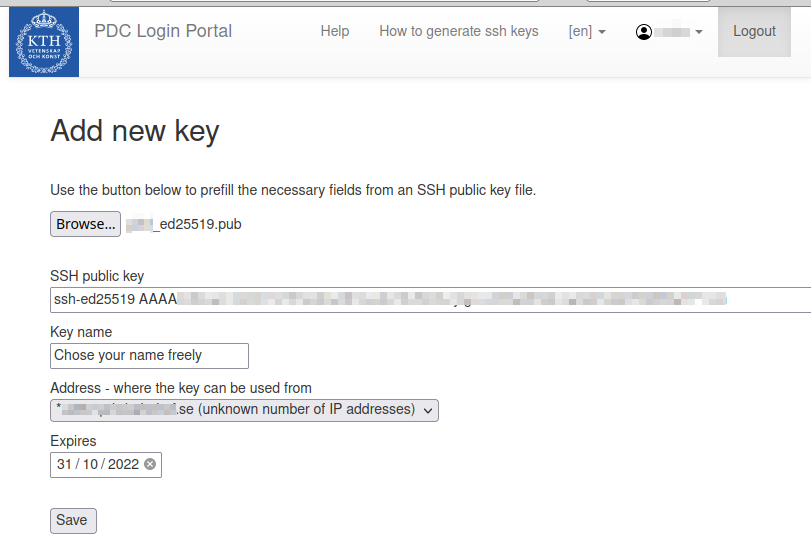 KTH
VETENSKAP
OCH KONST
PDC Login Portal
Help
How to generate ssh keys
[en]
Logout
Add new key
Use the button below to prefill the necessary fields from an SSH public key file.
Browse... _ed25519.pub
SSH public key
ssh-ed25519 AAAA
Key name
Chose your name freely
Address - where the key can be used from
* .se (unknown number of IP addresses)
Expires
31 / 10 / 2022
Save